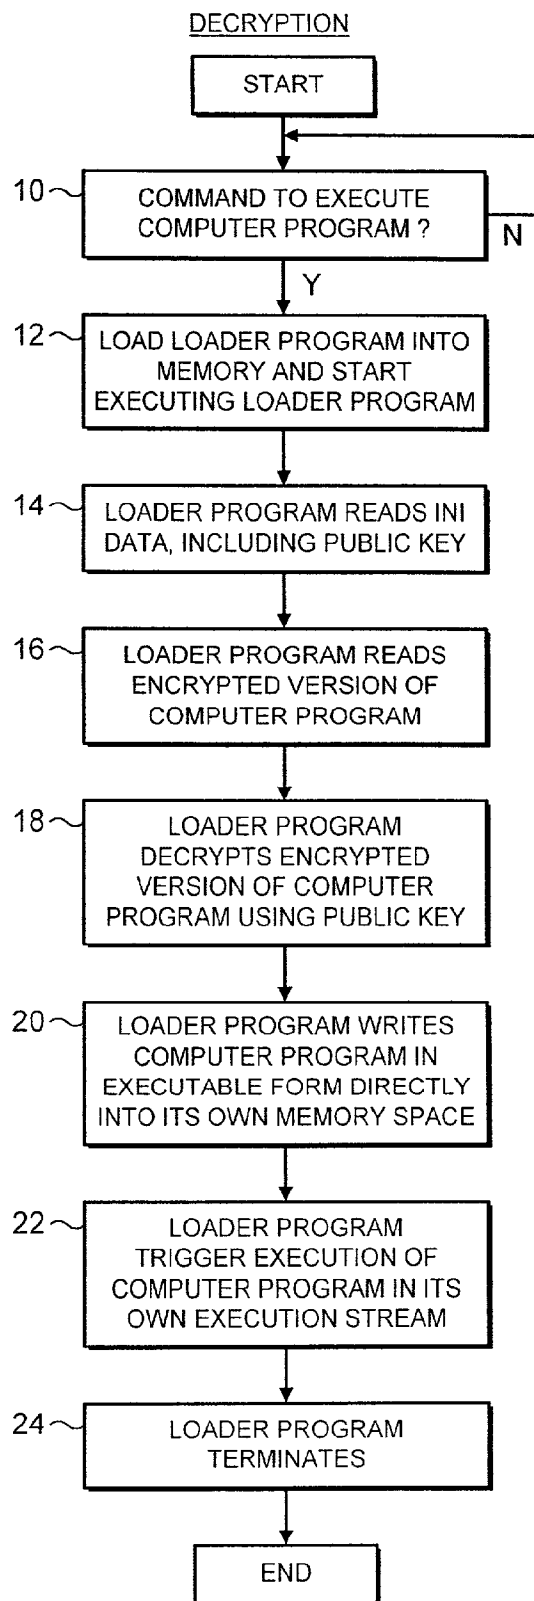 DECRYPTION
START
10
COMMAND TO EXECUTE
COMPUTER PROGRAM ?
N
Y
12
LOAD LOADER PROGRAM INTO
MEMORY AND START
EXECUTING LOADER PROGRAM
14
LOADER PROGRAM READS INI
DATA, INCLUDING PUBLIC KEY
16
LOADER PROGRAM READS
ENCRYPTED VERSION OF
COMPUTER PROGRAM
18
LOADER PROGRAM
DECRYPTS ENCRYPTED
VERSION OF COMPUTER
PROGRAM USING PUBLIC KEY
20
LOADER PROGRAM WRITES
COMPUTER PROGRAM IN
EXECUTABLE FORM DIRECTLY
INTO ITS OWN MEMORY SPACE
22
LOADER PROGRAM
TRIGGER EXECUTION OF
COMPUTER PROGRAM IN ITS
OWN EXECUTION STREAM
24
LOADER PROGRAM
TERMINATES
END